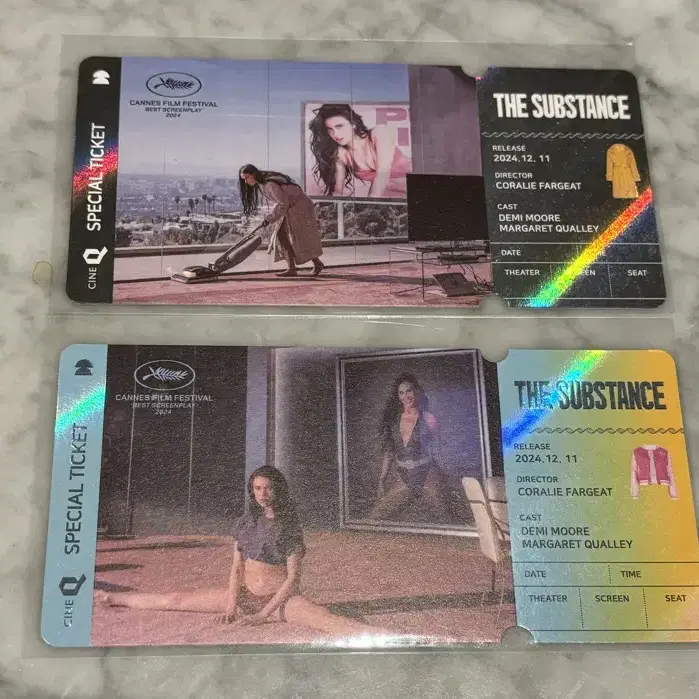 CINE Q SPECIAL TICKET
CANNES FILM FESTIVAL
BEST SCREENPLAY
2024
THE SUBSTANCE
RELEASE
2024. 12. 11
DIRECTOR
CORALIE FARGEAT
CAST
DEMI MOORE
MARGARET QUALLEY
DATE
THEATER SEAT
CINE Q SPECIAL TICKET
CANNES FILM FESTIVAL
BEST SCREENPLAY
2024
THE SUBSTANCE
RELEASE
2024. 12. 11
DIRECTOR
CORALIE FARGEAT
CAST
DEMI MOORE
MARGARET QUALLEY
DATE TIME
THEATER SCREEN SEAT